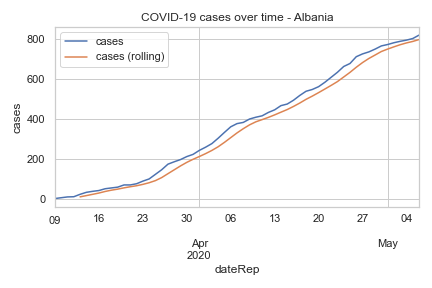 COVID-19 cases over time - Albania
cases
cases (rolling)
800
600
400
200
0
cases
09 16 23 30 06 13 20 27 04
Apr May
2020
dateRep